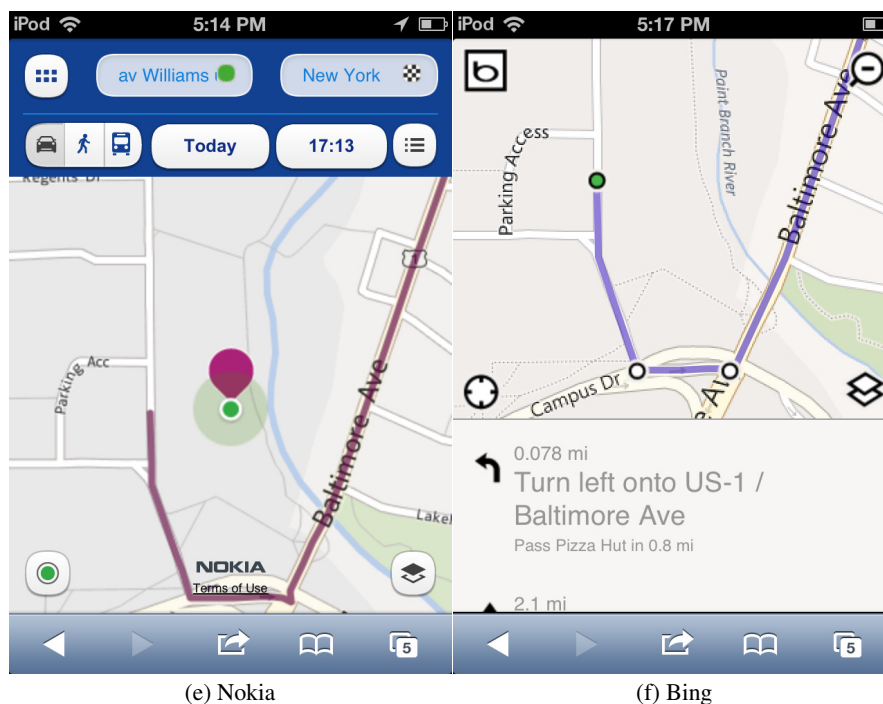 iPod 5:14 PM
av Williams
New York
Today
17:13
Regents Dr
1
Parking Acc
Baltimore Ave
Lake
NOKIA
Terms of Use
5
(e) Nokia
iPod 5:17 PM
b
Parking Access
Paint Branch River
Baltimore Ave
Campus Dr
0.078 mi
Turn left onto US-1 /
Baltimore Ave
Pass Pizza Hut in 0.8 mi
2.1 mi
5
(f) Bing